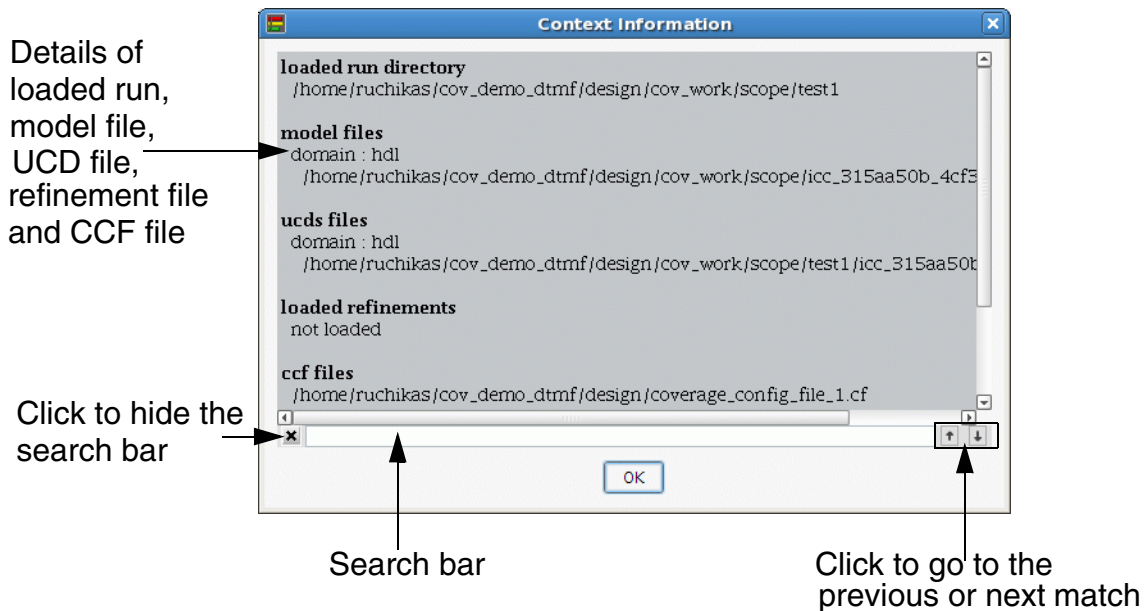 Context Information
Details of
loaded run,
model file,
UCD file,
refinement file
and CCF file
loaded run directory
/home/ruchikas/cov_demo_dtmf/design/cov_work/scope/test1
model files
domain : hdl
/home/ruchikas/cov_demo_dtmf/design/cov_work/scope/icc_315aa50b_4cf3
ucds files
domain : hdl
/home/ruchikas/cov_demo_dtmf/design/cov_work/scope/test1/icc_315aa50b
loaded refinements
not loaded
ccf files
/home/ruchikas/cov_demo_dtmf/design/coverage_config_file_1.cf
Click to hide the
search bar
OK
Search bar
Click to go to the
previous or next match